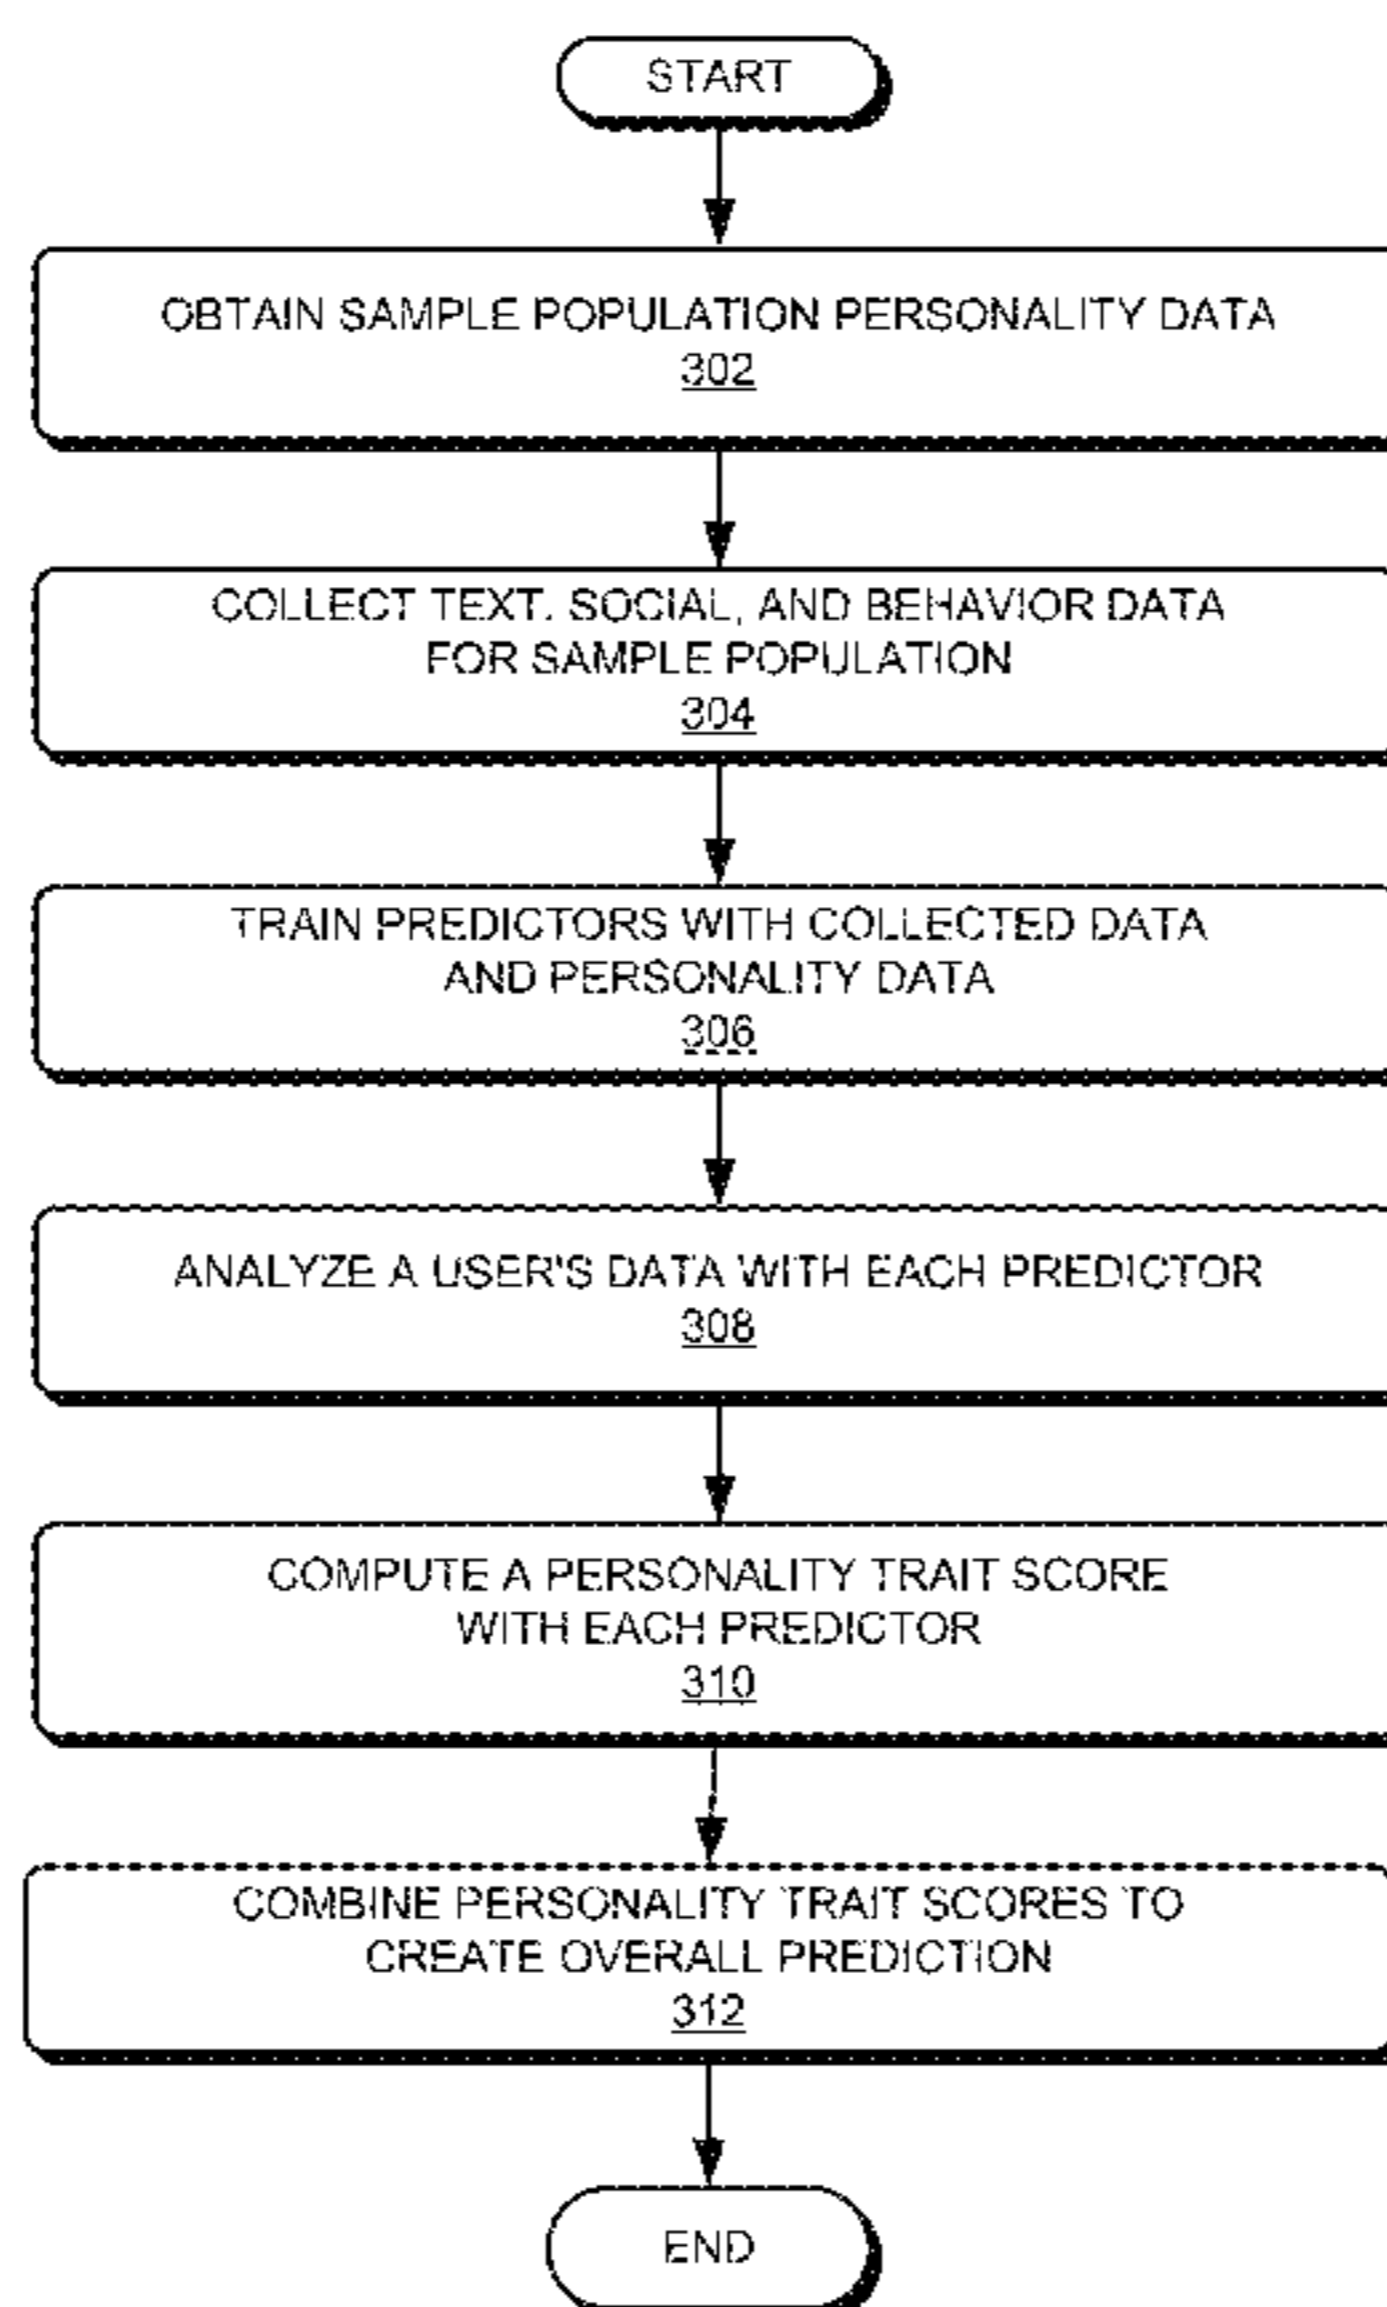 START
OBTAIN SAMPLE POPULATION PERSONALITY DATA
302
COLLECT TEXT, SOCIAL, AND BEHAVIOR DATA
FOR SAMPLE POPULATION
304
TRAIN PREDICTORS WITH COLLECTED DATA
AND PERSONALITY DATA
306
ANALYZE A USER'S DATA WITH EACH PREDICTOR
308
COMPUTE A PERSONALITY TRAIT SCORE
WITH EACH PREDICTOR
310
COMBINE PERSONALITY TRAIT SCORES TO
CREATE OVERALL PREDICTION
312
END